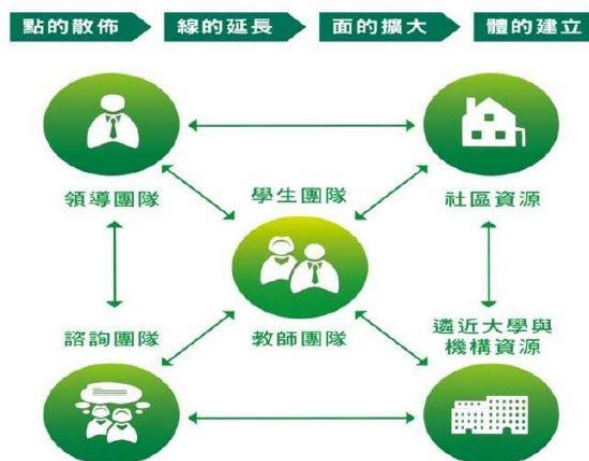 點的散佈
線的延長
面的擴大
體的建立
領導團隊
學生團隊
社區資源
諮詢團隊
教師團隊
遴近大學與
機構資源